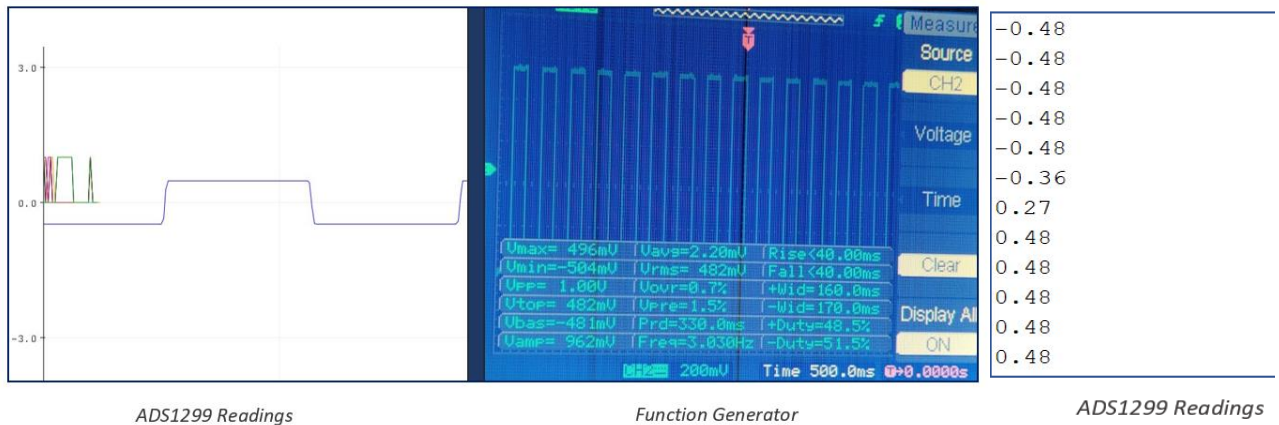 3.0
0.0
-3.0
ADS1299 Readings
Measure
Source
CH2
Voltage
Time
Clear
Display All
ON
Vmax= 496mV Vavg=2.20mV Rise<40.00ms
Vmin=-504mV Vrms= 482mV Fall<40.00ms
Vpp= 1.00V Vovr=0.7% +Wid=160.0ms
Vtop= 482mV Vpre=1.5% -Wid=170.0ms
Vbas=-481mV Prd=330.0ms +Duty=48.5%
Vamp= 962mV Freq=3.030Hz -Duty=51.5%
CH2 200mV Time 500.0ms T→0.0000s
Function Generator
-0.48
-0.48
-0.48
-0.48
-0.48
-0.36
0.27
0.48
0.48
0.48
0.48
0.48
ADS1299 Readings